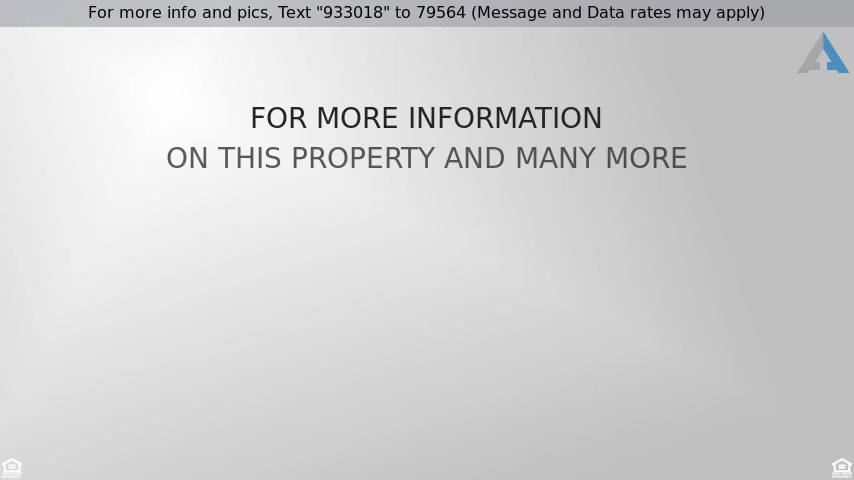 For more info and pics, Text "933018" to 79564 (Message and Data rates may apply)
FOR MORE INFORMATION
ON THIS PROPERTY AND MANY MORE